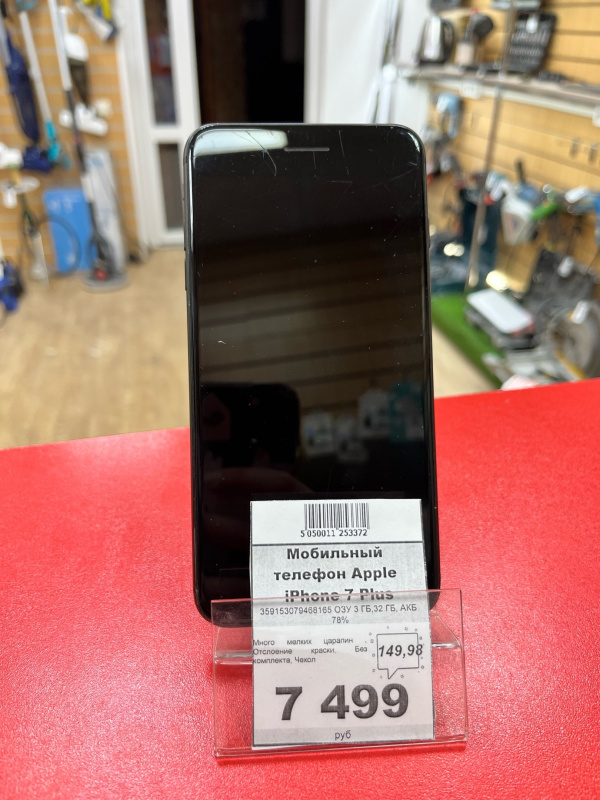 5 050011 253372
Мобильный
телефон Apple
iPhone 7 Plus
359153079468165 ОЗУ 3 ГБ,32 ГБ, АКБ
78%
Много мелких царапин .
Отслоение краски, Без
комплекта, Чехол
149,98
7 499
руб